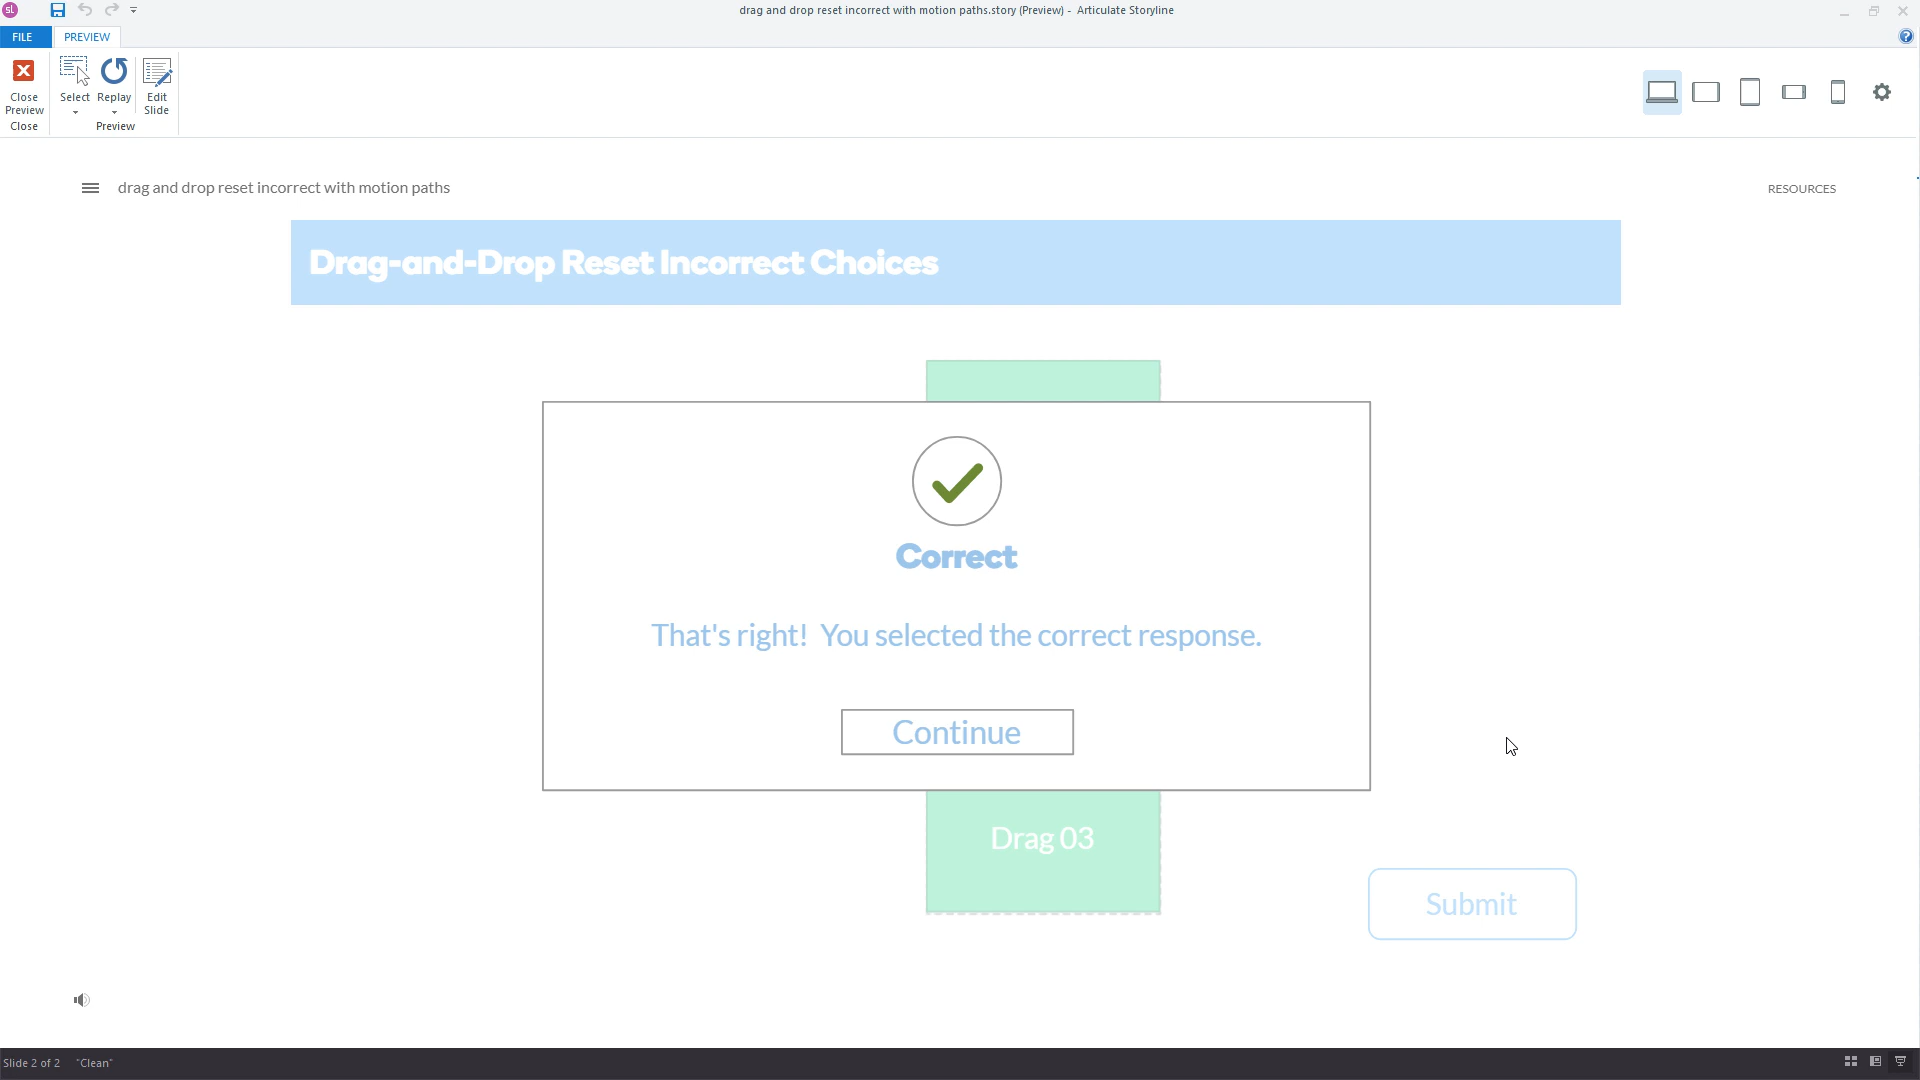 sl
drag and drop reset incorrect with motion paths.story (Preview) - Articulate Storyline
FILE
PREVIEW
?
Close Preview
Select
Replay
Edit Slide
Close
Preview
drag and drop reset incorrect with motion paths
RESOURCES
Drag-and-Drop Reset Incorrect Choices
Correct
That's right! You selected the correct response.
Continue
Drag 03
Submit
Slide 2 of 2
"Clean"